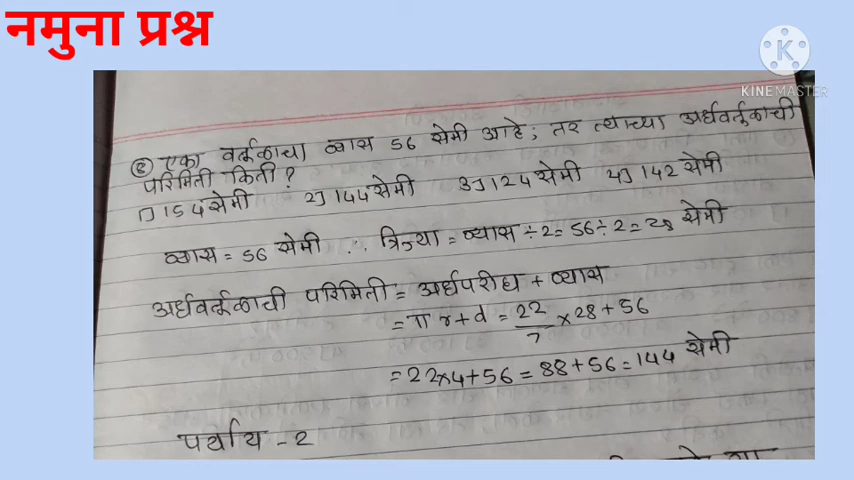 नमुना प्रश्न
K
KINEMASTER
६) एका वर्तुळाचा व्यास 56 सेमी आहे; तर त्याच्या अर्धवर्तुळाची
परिमिती किती?
1) 154 सेमी 2) 144 सेमी 3) 124 सेमी 4) 142 सेमी
व्यास = 56 सेमी ∴ त्रिज्या = व्यास ÷ 2 = 56 ÷ 2 = 28 सेमी
अर्धवर्तुळाची परिमिती = अर्धपरीघ + व्यास
= π r + d = 22/7 × 28 + 56
= 22 × 4 + 56 = 88 + 56 = 144 सेमी
पर्याय - 2